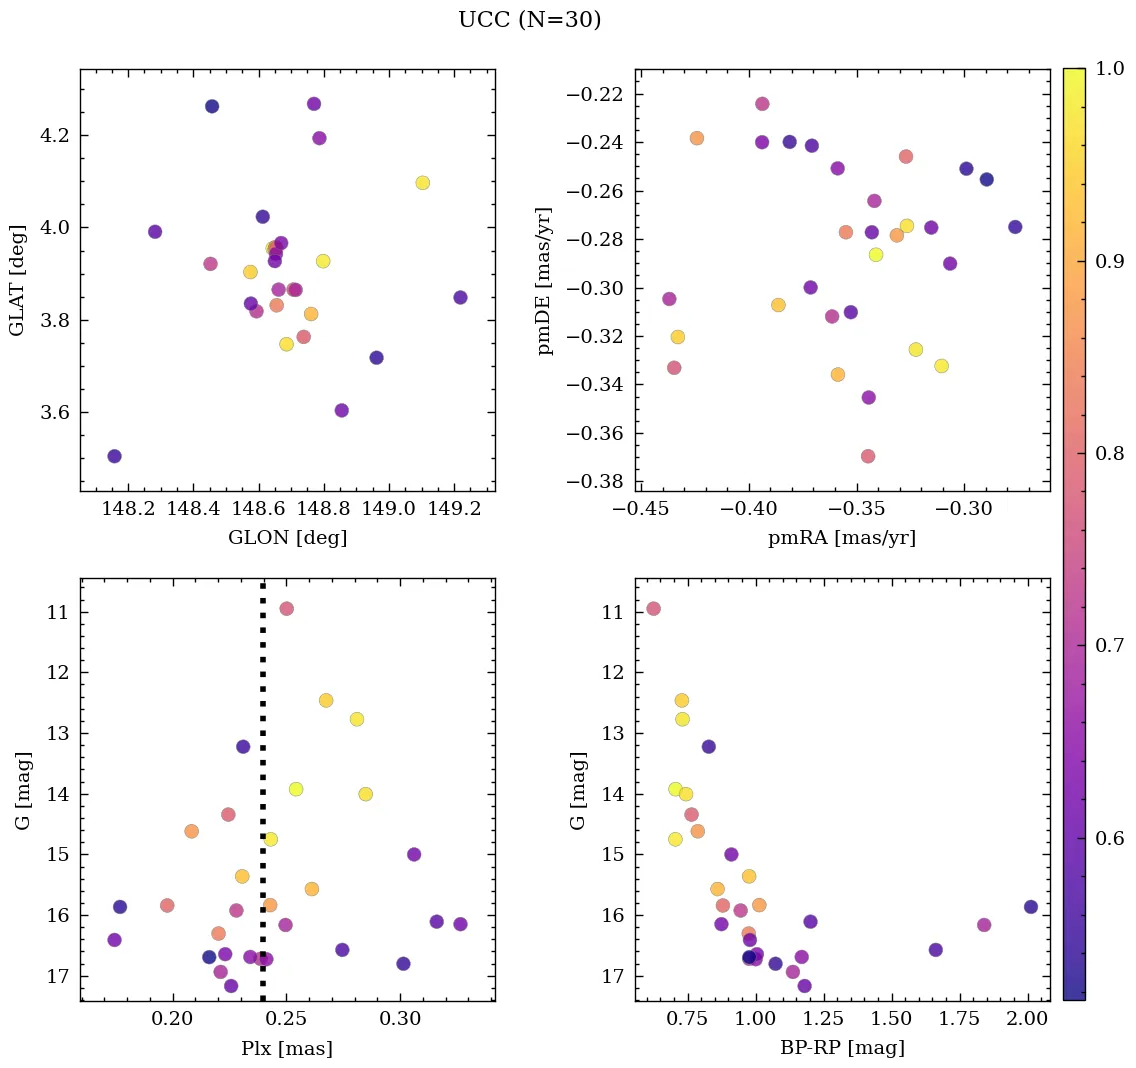 UCC (N=30)
4.2
4.0
3.8
3.6
GLAT [deg]
148.2 148.4 148.6 148.8 149.0 149.2
GLON [deg]
−0.22
−0.24
−0.26
−0.28
−0.30
−0.32
−0.34
−0.36
−0.38
pmDE [mas/yr]
−0.45 −0.40 −0.35 −0.30
pmRA [mas/yr]
11
12
13
14
15
16
17
G [mag]
0.20 0.25 0.30
Plx [mas]
11
12
13
14
15
16
17
G [mag]
0.75 1.00 1.25 1.50 1.75 2.00
BP-RP [mag]
1.0
0.9
0.8
0.7
0.6